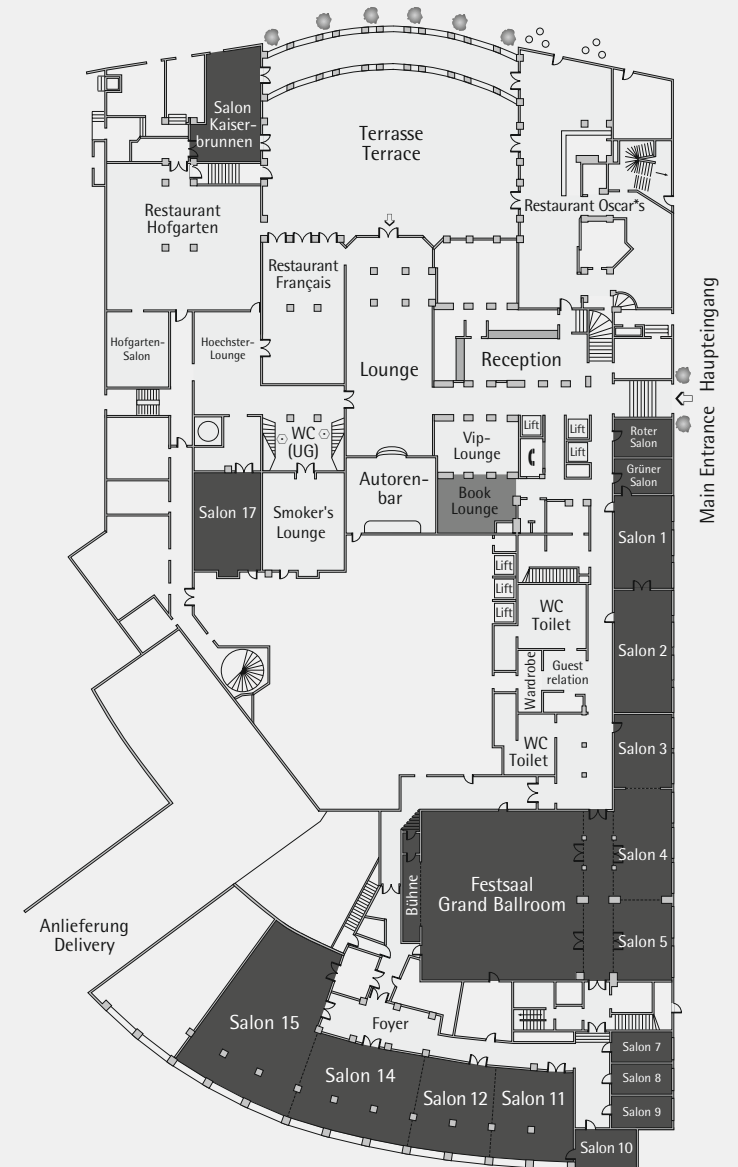 Salon
Kaiser-
brunnen
Terrasse
Terrace
Restaurant
Hofgarten
Restaurant Oscar*s
Restaurant
Français
Hofgarten-
Salon
Hoechster-
Lounge
Lounge
Reception
Main Entrance Haupteingang
WC
(UG)
Vip-
Lounge
Lift
Lift
Lift
Roter
Salon
Grüner
Salon
Autoren-
bar
Book
Lounge
Salon 17
Smoker's
Lounge
Salon 1
Lift
Lift
Lift
WC
Toilet
Salon 2
Wardrobe
Guest
relation
WC
Toilet
Salon 3
Salon 4
Bühne
Festsaal
Grand Ballroom
Salon 5
Anlieferung
Delivery
Salon 15
Foyer
Salon 14
Salon 12
Salon 11
Salon 7
Salon 8
Salon 9
Salon 10